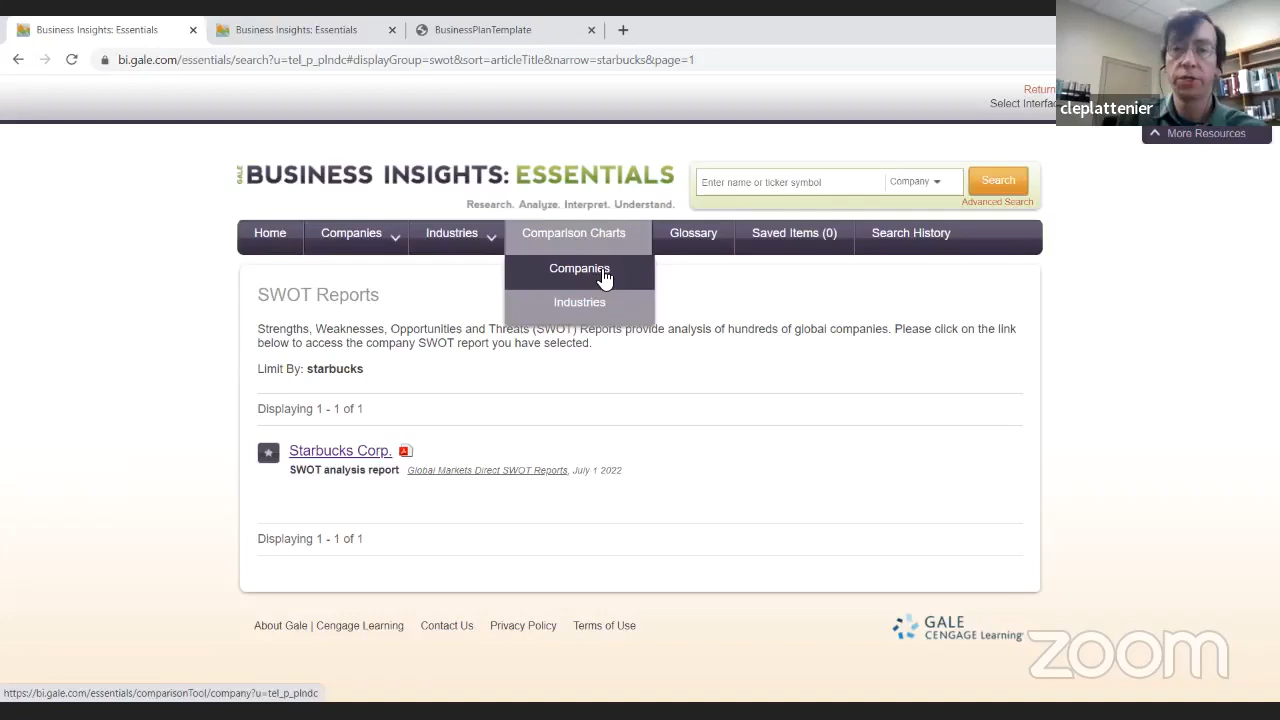 Business Insights: Essentials
Business Insights: Essentials
BusinessPlanTemplate
bi.gale.com/essentials/search?u=tel_p_plndc#displayGroup=swot&sort=articleTitle&narrow=starbucks&page=1
Return
Select Interfac
cleplattenier
More Resources
GALE BUSINESS INSIGHTS: ESSENTIALS
Research. Analyze. Interpret. Understand.
Enter name or ticker symbol Company Search
Advanced Search
Home Companies Industries Comparison Charts Glossary Saved Items (0) Search History
Companies
Industries
SWOT Reports
Strengths, Weaknesses, Opportunities and Threats (SWOT) Reports provide analysis of hundreds of global companies. Please click on the link
below to access the company SWOT report you have selected.
Limit By: starbucks
Displaying 1 - 1 of 1
Starbucks Corp.
SWOT analysis report Global Markets Direct SWOT Reports, July 1 2022
Displaying 1 - 1 of 1
About Gale | Cengage Learning Contact Us Privacy Policy Terms of Use
GALE
CENGAGE Learning
zoom
https://bi.gale.com/essentials/comparisonTool/company?u=tel_p_plndc